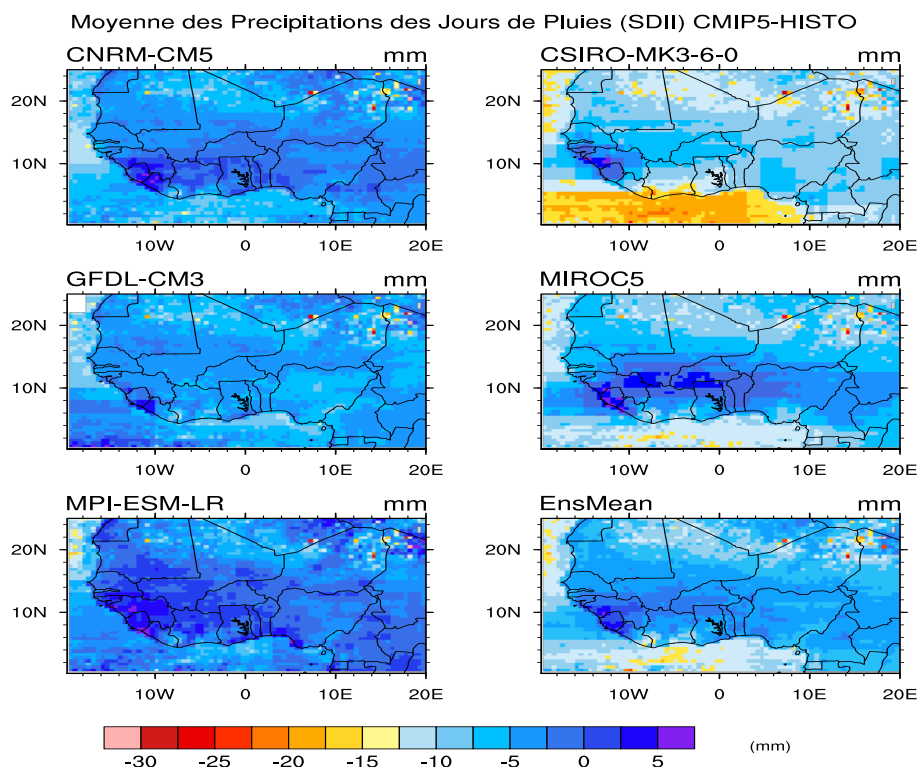 Moyenne des Precipitations des Jours de Pluies (SDII) CMIP5-HISTO
CNRM-CM5 mm
CSIRO-MK3-6-0 mm
20N
10N
10W 0 10E 20E
20N
10N
10W 0 10E 20E
GFDL-CM3 mm
MIROC5 mm
20N
10N
10W 0 10E 20E
20N
10N
10W 0 10E 20E
MPI-ESM-LR mm
EnsMean mm
20N
10N
10W 0 10E 20E
20N
10N
10W 0 10E 20E
-30 -25 -20 -15 -10 -5 0 5 (mm)